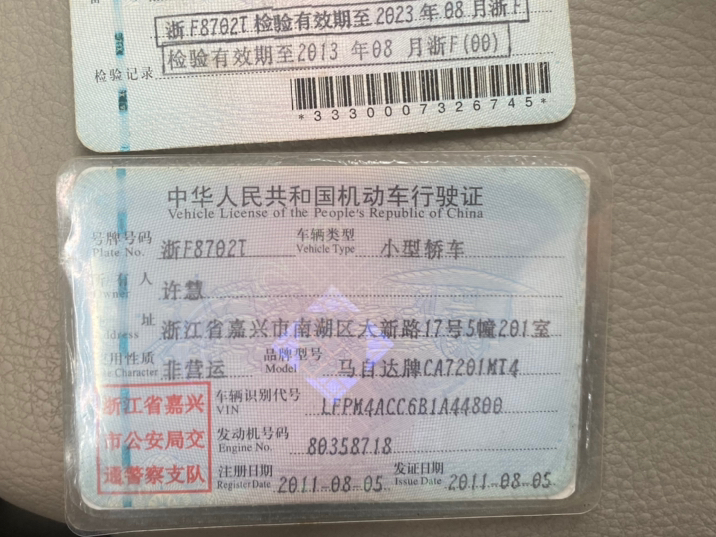 浙F8702T 检验有效期至2023年08月浙F
检验有效期至2013 年08 月浙F(00)
检验记录
*3330007326745*
中华人民共和国机动车行驶证
Vehicle License of the People's Republic of China
号牌号码 浙F8702T 车辆类型 小型轿车
Plate No. Vehicle Type
所有人 许慧
Owner
址 浙江省嘉兴市南湖区大新路17号5幢201室
Address
使用性质 非营运 品牌型号 马自达牌CA7201MT4
Use Character Model
浙江省嘉兴
市公安局交
通警察支队
车辆识别代号 LFPM4ACC6B1A44800
VIN
发动机号码 80358718
Engine No.
注册日期 2011-08-05 发证日期 2011-08-05
Register Date Issue Date